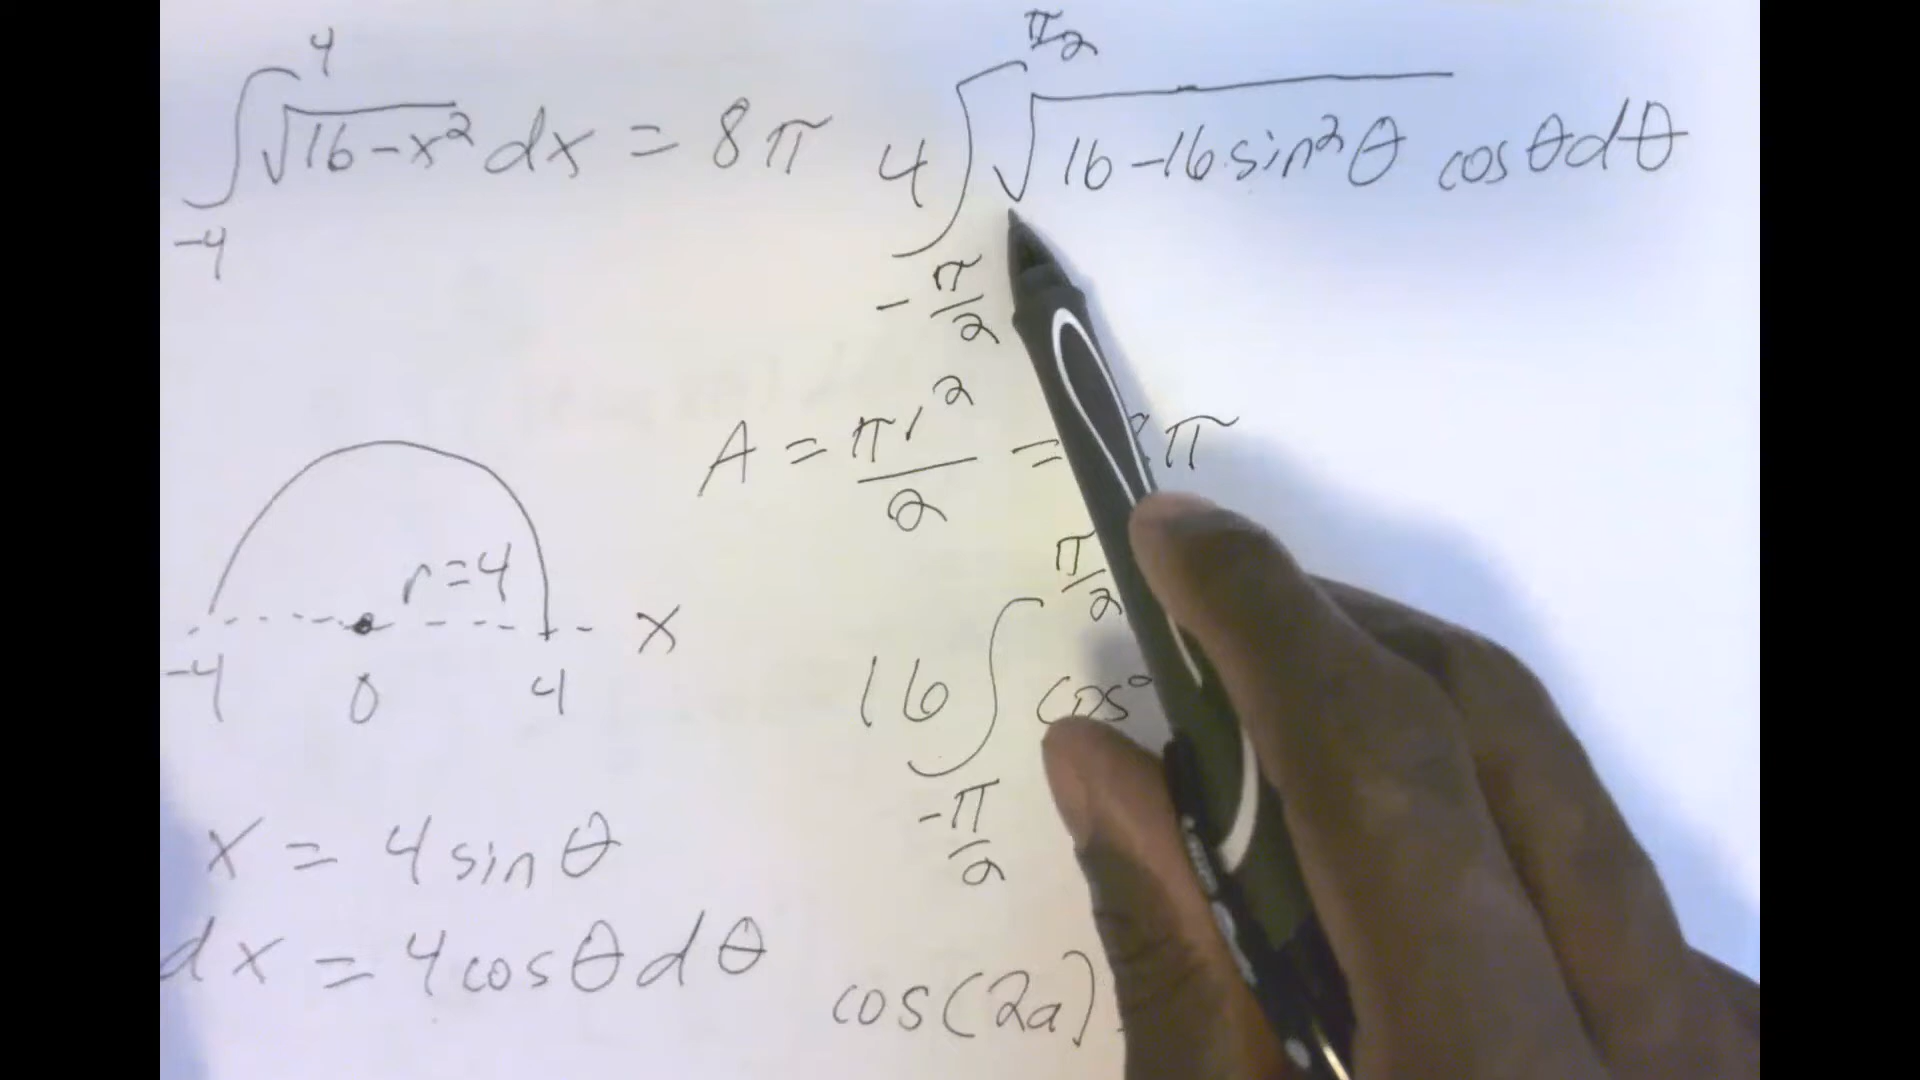 ∫_{-4}^{4} √(16-x²) dx = 8π
4 ∫_{-π/2}^{π/2} √(16-16sin²θ) cosθdθ
A = πr²/2 = π
r=4
x
-4 0 4
16 ∫_{-π/2}^{π/2} cos
x = 4sinθ
dx = 4cosθdθ
cos(2a)